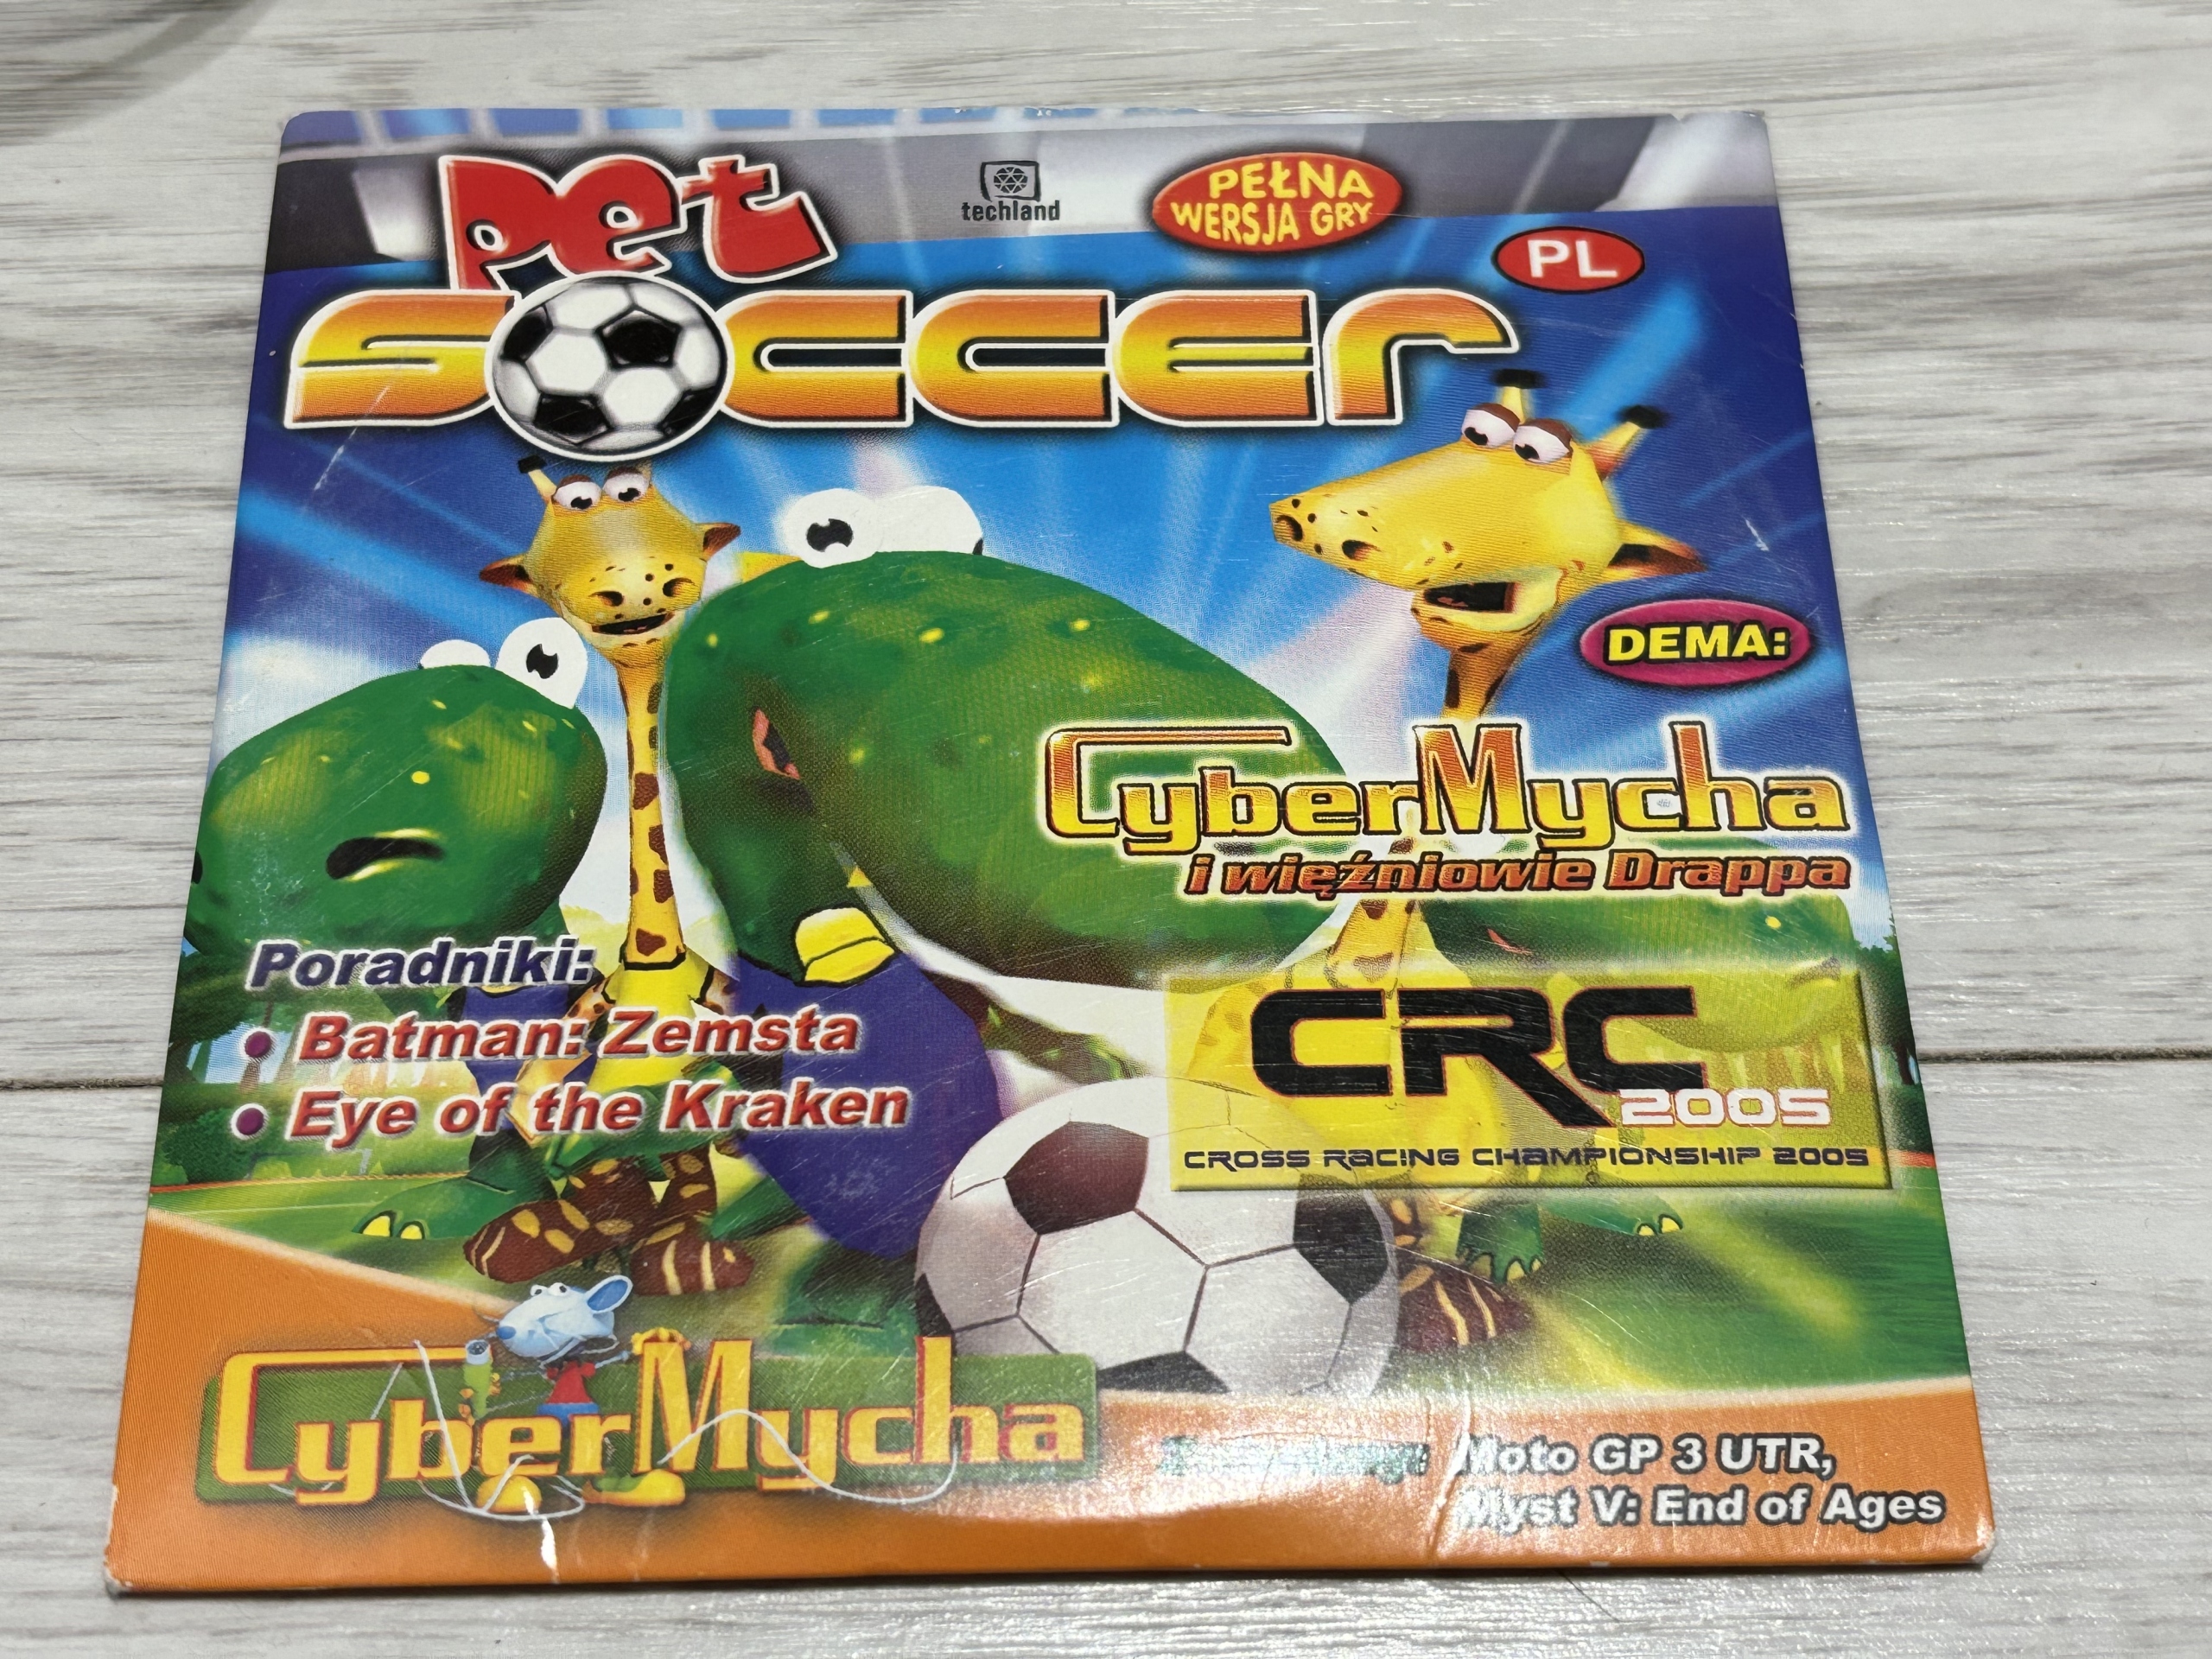 Pet
techland
PEŁNA
WERSJA GRY
PL
SOCCER
DEMA:
CyberMycha
i więźniowie Drappa
Poradniki:
• Batman: Zemsta
• Eye of the Kraken
CRC
2005
CROSS RACING CHAMPIONSHIP 2005
CyberMycha
Moto GP 3 UTR,
Myst V: End of Ages